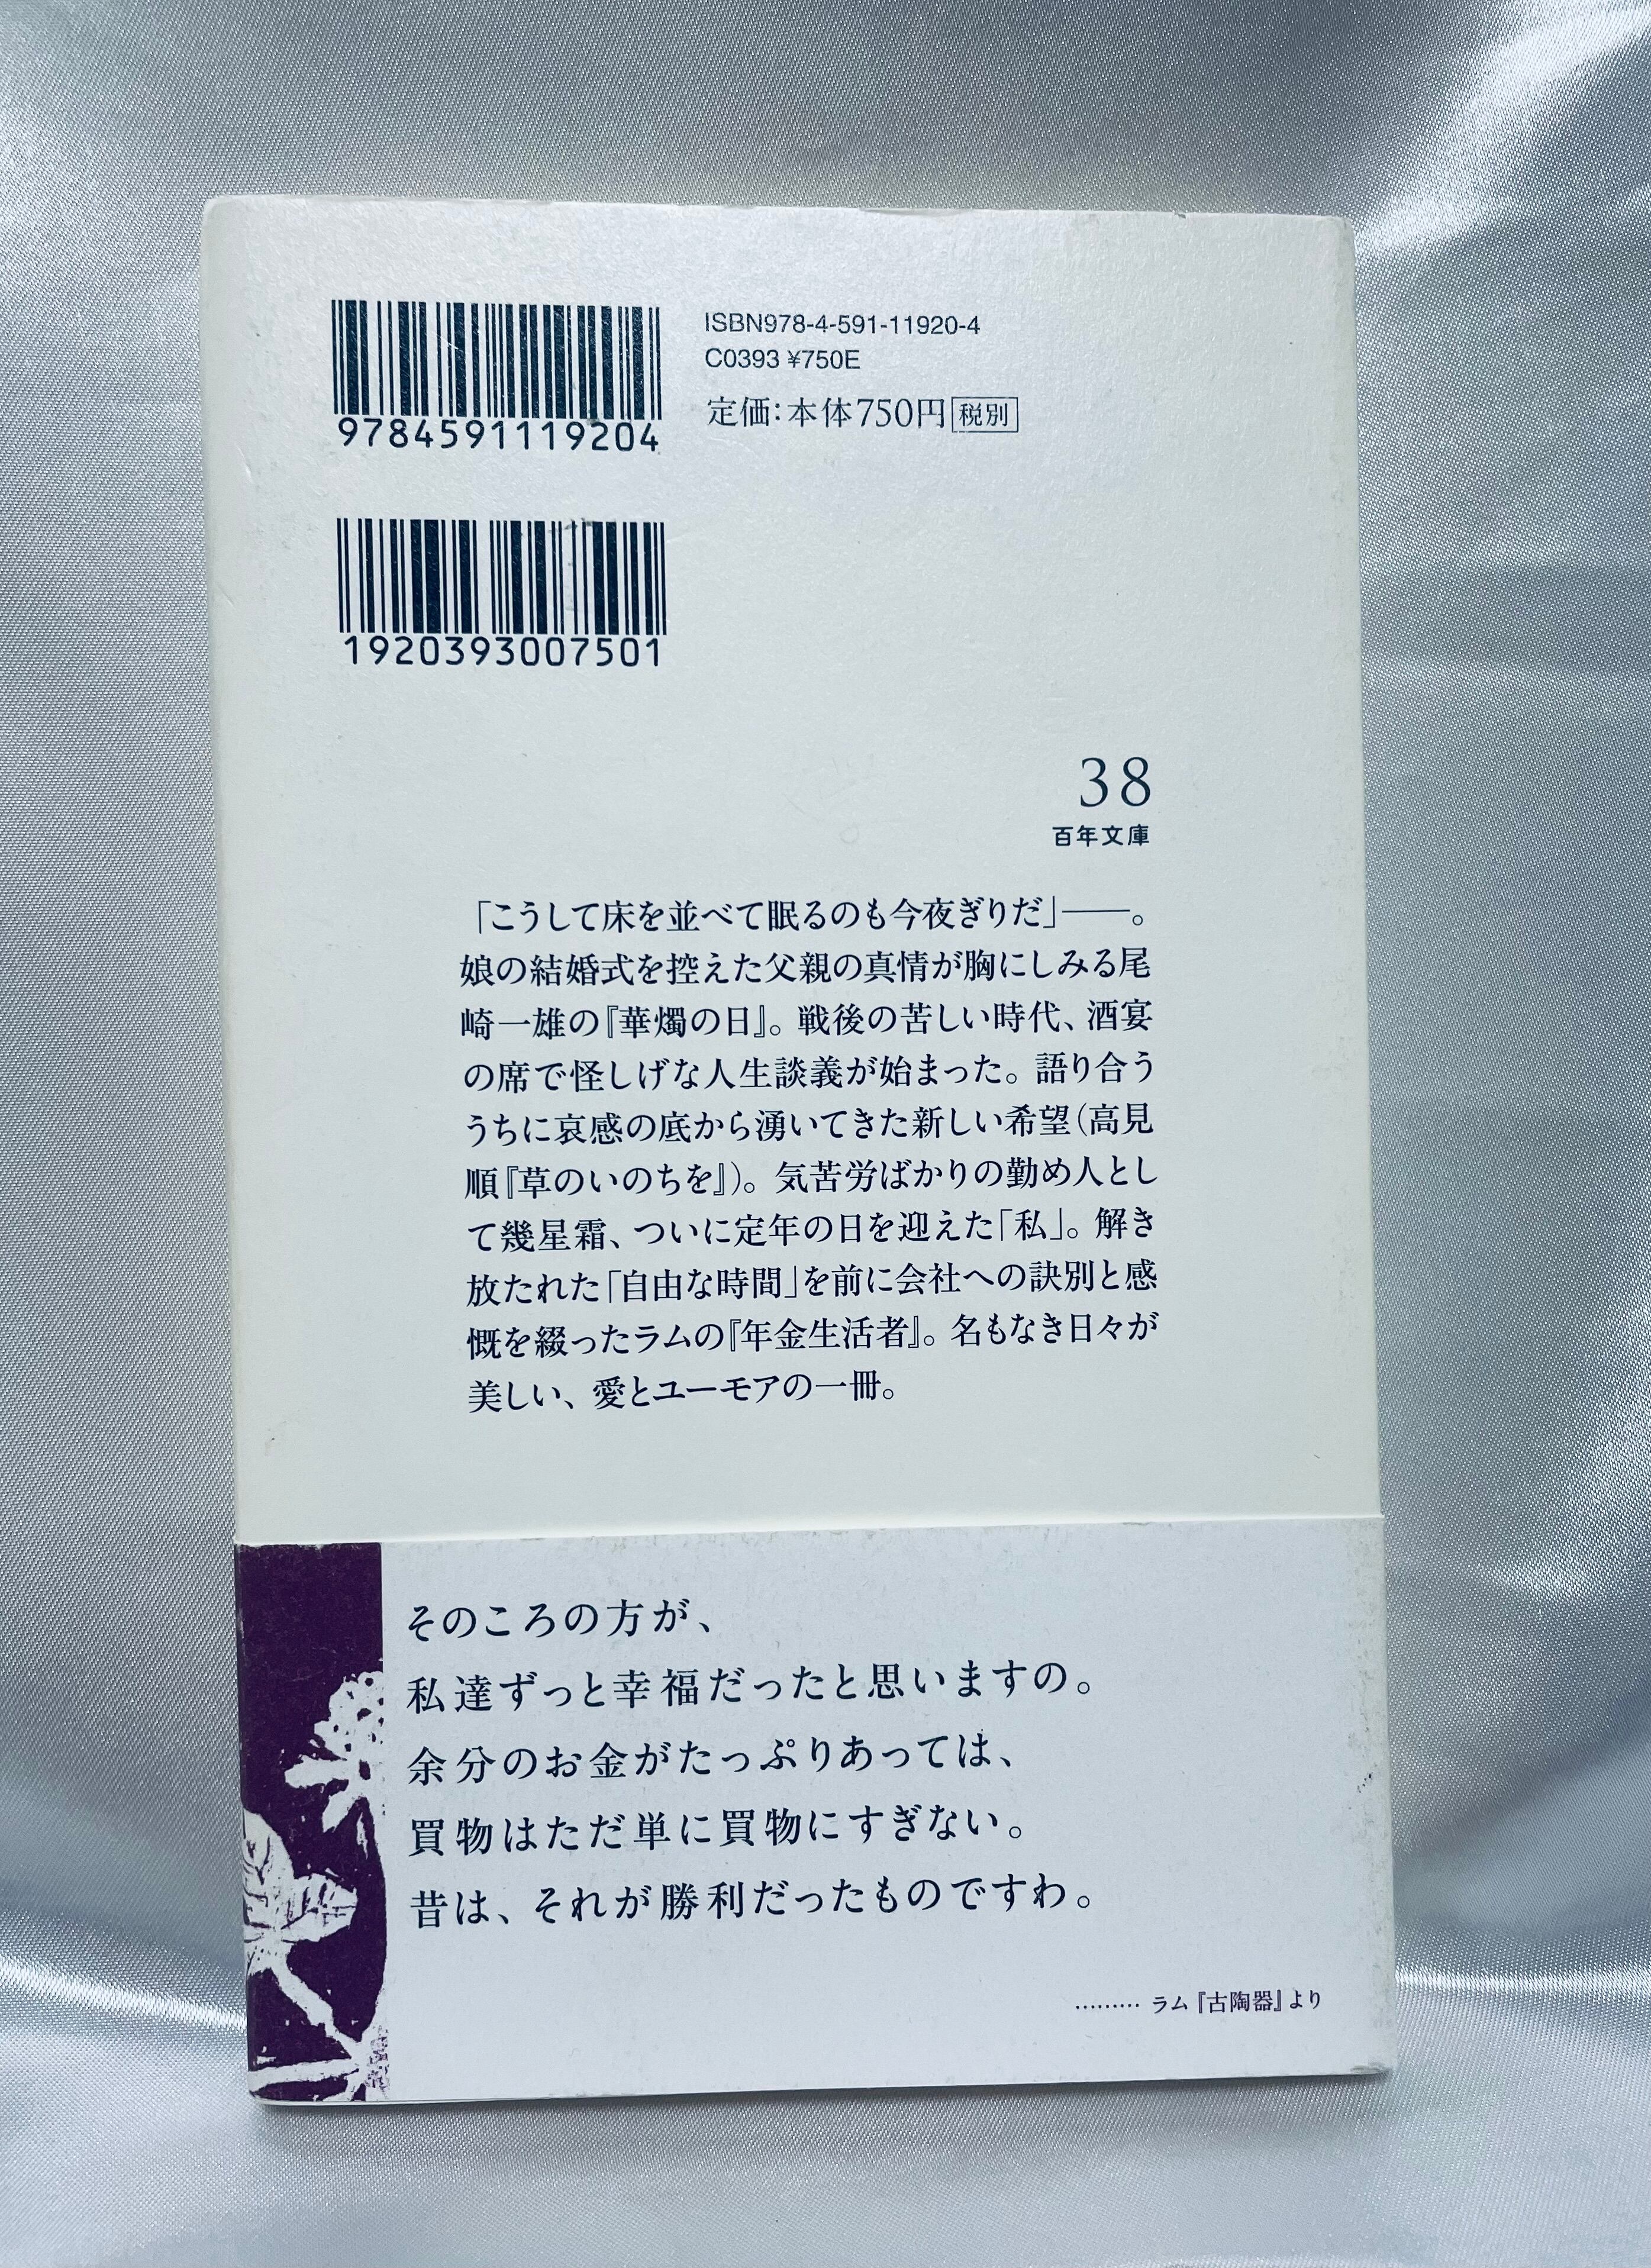 9784591119204
ISBN978-4-591-11920-4
C0393 ¥750E
定価：本体750円 税別
1920393007501
38
百年文庫
「こうして床を並べて眠るのも今夜ぎりだ」――。
娘の結婚式を控えた父親の真情が胸にしみる尾
崎一雄の『華燭の日』。戦後の苦しい時代、酒宴
の席で怪しげな人生談義が始まった。語り合う
うちに哀感の底から湧いてきた新しい希望（高見
順『草のいのちを』）。気苦労ばかりの勤め人とし
て幾星霜、ついに定年の日を迎えた「私」。解き
放たれた「自由な時間」を前に会社への訣別と感
慨を綴ったラムの『年金生活者』。名もなき日々が
美しい、愛とユーモアの一冊。
そのころの方が、
私達ずっと幸福だったと思いますの。
余分のお金がたっぷりあっては、
買物はただ単に買物にすぎない。
昔は、それが勝利だったものですわ。
……… ラム『古陶器』より